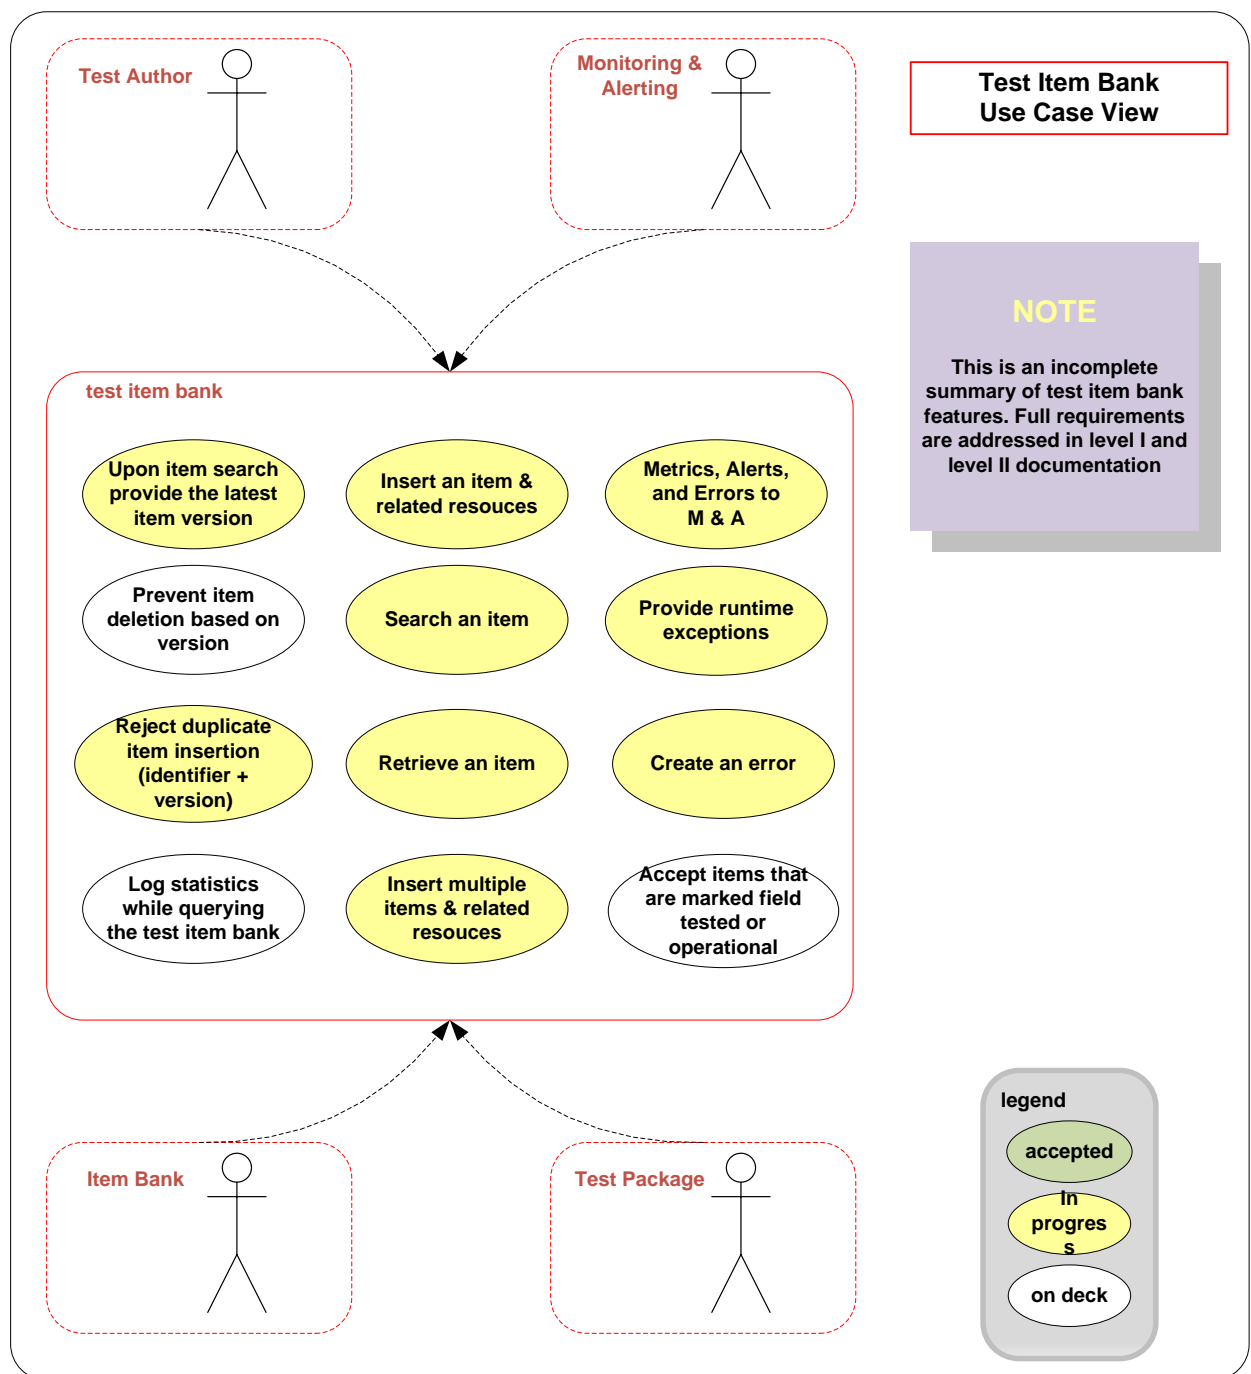 Test Author
Monitoring &
Alerting
Test Item Bank
Use Case View
NOTE
This is an incomplete
summary of test item bank
features. Full requirements
are addressed in level I and
level II documentation
test item bank
Upon item search
provide the latest
item version
Insert an item &
related resouces
Metrics, Alerts,
and Errors to
M & A
Prevent item
deletion based on
version
Search an item
Provide runtime
exceptions
Reject duplicate
item insertion
(identifier +
version)
Retrieve an item
Create an error
Log statistics
while querying
the test item bank
Insert multiple
items & related
resouces
Accept items that
are marked field
tested or
operational
Item Bank
Test Package
legend
accepted
In
progres
s
on deck